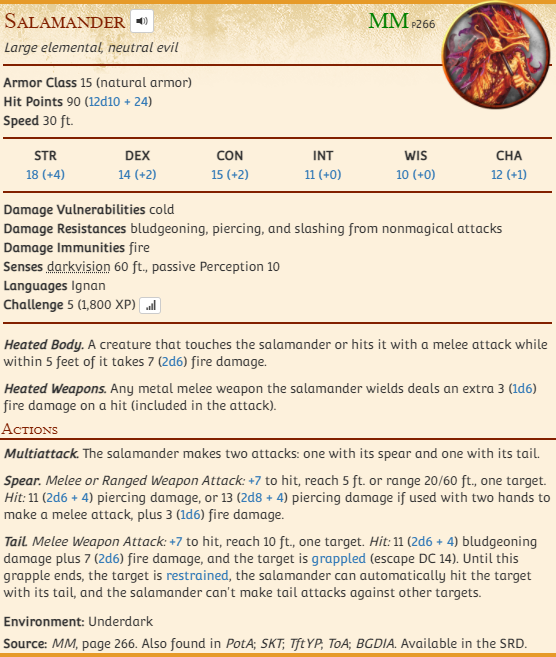 Salamander
MM p266
Large elemental, neutral evil
Armor Class 15 (natural armor)
Hit Points 90 (12d10 + 24)
Speed 30 ft.
STR DEX CON INT WIS CHA
18 (+4) 14 (+2) 15 (+2) 11 (+0) 10 (+0) 12 (+1)
Damage Vulnerabilities cold
Damage Resistances bludgeoning, piercing, and slashing from nonmagical attacks
Damage Immunities fire
Senses darkvision 60 ft., passive Perception 10
Languages Ignan
Challenge 5 (1,800 XP)
Heated Body. A creature that touches the salamander or hits it with a melee attack while
within 5 feet of it takes 7 (2d6) fire damage.
Heated Weapons. Any metal melee weapon the salamander wields deals an extra 3 (1d6)
fire damage on a hit (included in the attack).
Actions
Multiattack. The salamander makes two attacks: one with its spear and one with its tail.
Spear. Melee or Ranged Weapon Attack: +7 to hit, reach 5 ft. or range 20/60 ft., one target.
Hit: 11 (2d6 + 4) piercing damage, or 13 (2d8 + 4) piercing damage if used with two hands to
make a melee attack, plus 3 (1d6) fire damage.
Tail. Melee Weapon Attack: +7 to hit, reach 10 ft., one target. Hit: 11 (2d6 + 4) bludgeoning
damage plus 7 (2d6) fire damage, and the target is grappled (escape DC 14). Until this
grapple ends, the target is restrained, the salamander can automatically hit the target
with its tail, and the salamander can't make tail attacks against other targets.
Environment: Underdark
Source: MM, page 266. Also found in PotA; SKT; TftYP; ToA; BGDIA. Available in the SRD.